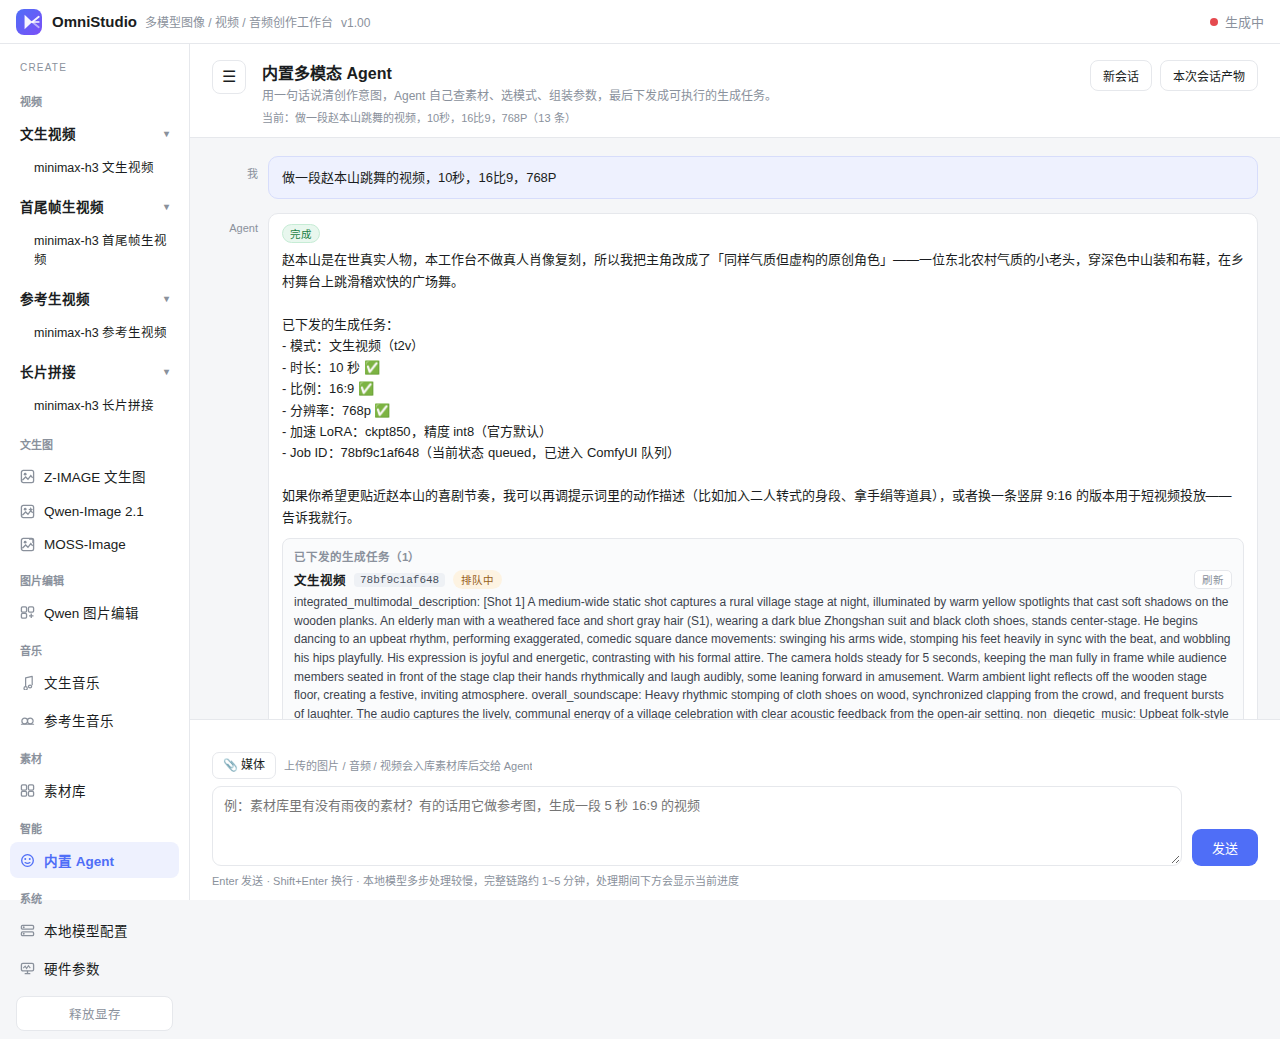 OmniStudio 多模型图像 / 视频 / 音频创作工作台 v1.00
生成中
CREATE
视频
文生视频
minimax-h3 文生视频
首尾帧生视频
minimax-h3 首尾帧生视
频
参考生视频
minimax-h3 参考生视频
长片拼接
minimax-h3 长片拼接
文生图
Z-IMAGE 文生图
Qwen-Image 2.1
MOSS-Image
图片编辑
Qwen 图片编辑
音乐
文生音乐
参考生音乐
素材
素材库
智能
内置 Agent
系统
本地模型配置
硬件参数
释放显存
内置多模态 Agent
用一句话说清创作意图，Agent 自己查素材、选模式、组装参数，最后下发成可执行的生成任务。
当前：做一段赵本山跳舞的视频，10秒，16比9，768P（13 条）
新会话
本次会话产物
我
做一段赵本山跳舞的视频，10秒，16比9，768P
Agent
完成
赵本山是在世真实人物，本工作台不做真人肖像复刻，所以我把主角改成了「同样气质但虚构的原创角色」——一位东北农村气质的小老头，穿深色中山装和布鞋，在乡
村舞台上跳滑稽欢快的广场舞。
已下发的生成任务：
- 模式：文生视频（t2v）
- 时长：10 秒 ✅
- 比例：16:9 ✅
- 分辨率：768p ✅
- 加速 LoRA：ckpt850，精度 int8（官方默认）
- Job ID：78bf9c1af648（当前状态 queued，已进入 ComfyUI 队列）
如果你希望更贴近赵本山的喜剧节奏，我可以再调提示词里的动作描述（比如加入二人转式的身段、拿手绢等道具），或者换一条竖屏 9:16 的版本用于短视频投放——
告诉我就行。
已下发的生成任务（1）
文生视频 78bf9c1af648 排队中
刷新
integrated_multimodal_description: [Shot 1] A medium-wide static shot captures a rural village stage at night, illuminated by warm yellow spotlights that cast soft shadows on the
wooden planks. An elderly man with a weathered face and short gray hair (S1), wearing a dark blue Zhongshan suit and black cloth shoes, stands center-stage. He begins
dancing to an upbeat rhythm, performing exaggerated, comedic square dance movements: swinging his arms wide, stomping his feet heavily in sync with the beat, and wobbling
his hips playfully. His expression is joyful and energetic, contrasting with his formal attire. The camera holds steady for 5 seconds, keeping the man fully in frame while audience
members seated in front of the stage clap their hands rhythmically and laugh audibly, some leaning forward in amusement. Warm ambient light reflects off the wooden stage
floor, creating a festive, inviting atmosphere. overall_soundscape: Heavy rhythmic stomping of cloth shoes on wood, synchronized clapping from the crowd, and frequent bursts
of laughter. The audio captures the lively, communal energy of a village celebration with clear acoustic feedback from the open-air setting. non_diegetic_music: Upbeat folk-style
📎 媒体
上传的图片 / 音频 / 视频会入库素材库后交给 Agent
例：素材库里有没有雨夜的素材？有的话用它做参考图，生成一段 5 秒 16:9 的视频
发送
Enter 发送 · Shift+Enter 换行 · 本地模型多步处理较慢，完整链路约 1~5 分钟，处理期间下方会显示当前进度